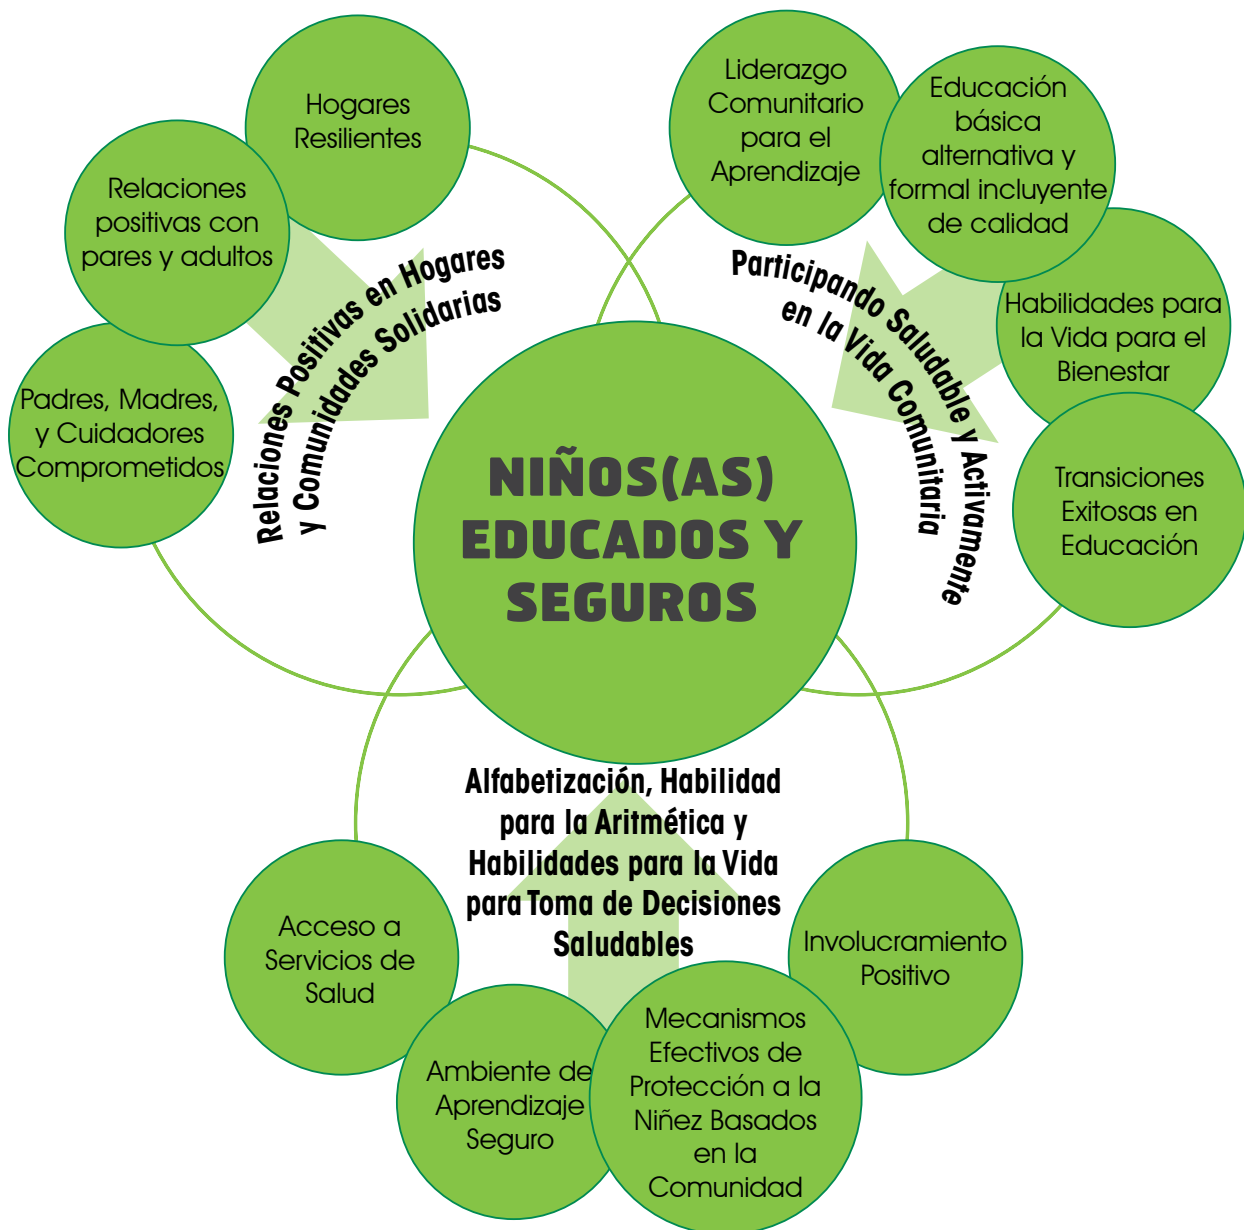 Hogares
Resilientes
Relaciones
positivas con
pares y adultos
Padres, Madres,
y Cuidadores
Comprometidos
Relaciones Positivas en Hogares
y Comunidades Solidarias
Liderazgo
Comunitario
para el
Aprendizaje
Educación
básica
alternativa y
formal incluyente
de calidad
Habilidades para
la Vida para el
Bienestar
Transiciones
Exitosas en
Educación
Participando Saludable y Activamente
en la Vida Comunitaria
NIÑOS(AS)
EDUCADOS Y
SEGUROS
Alfabetización, Habilidad
para la Aritmética y
Habilidades para la Vida
para Toma de Decisiones
Saludables
Acceso a
Servicios de
Salud
Ambiente de
Aprendizaje
Seguro
Mecanismos
Efectivos de
Protección a la
Niñez Basados
en la
Comunidad
Involucramiento
Positivo